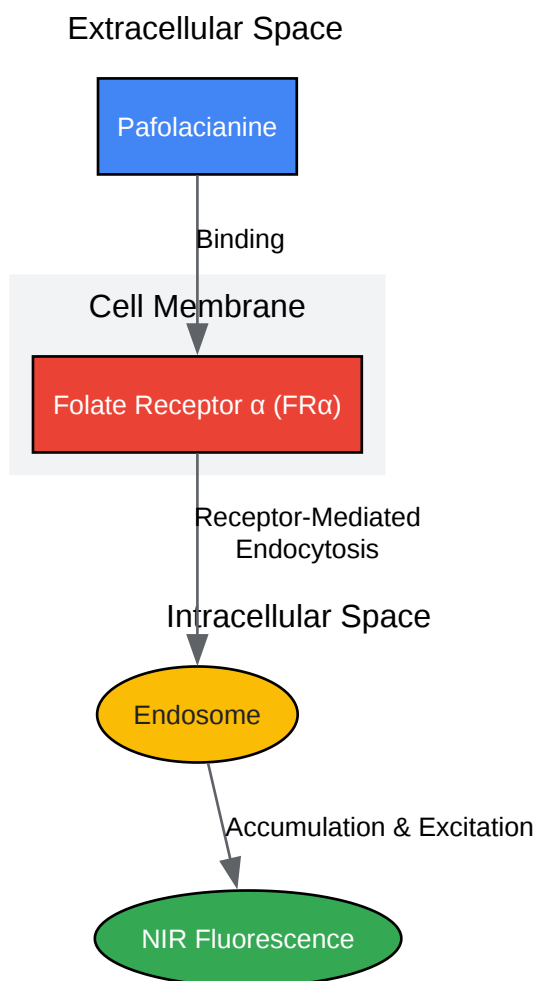 Extracellular Space
Pafolacianine
Binding
Cell Membrane
Folate Receptor α (FRα)
Receptor-Mediated
Endocytosis
Intracellular Space
Endosome
Accumulation & Excitation
NIR Fluorescence